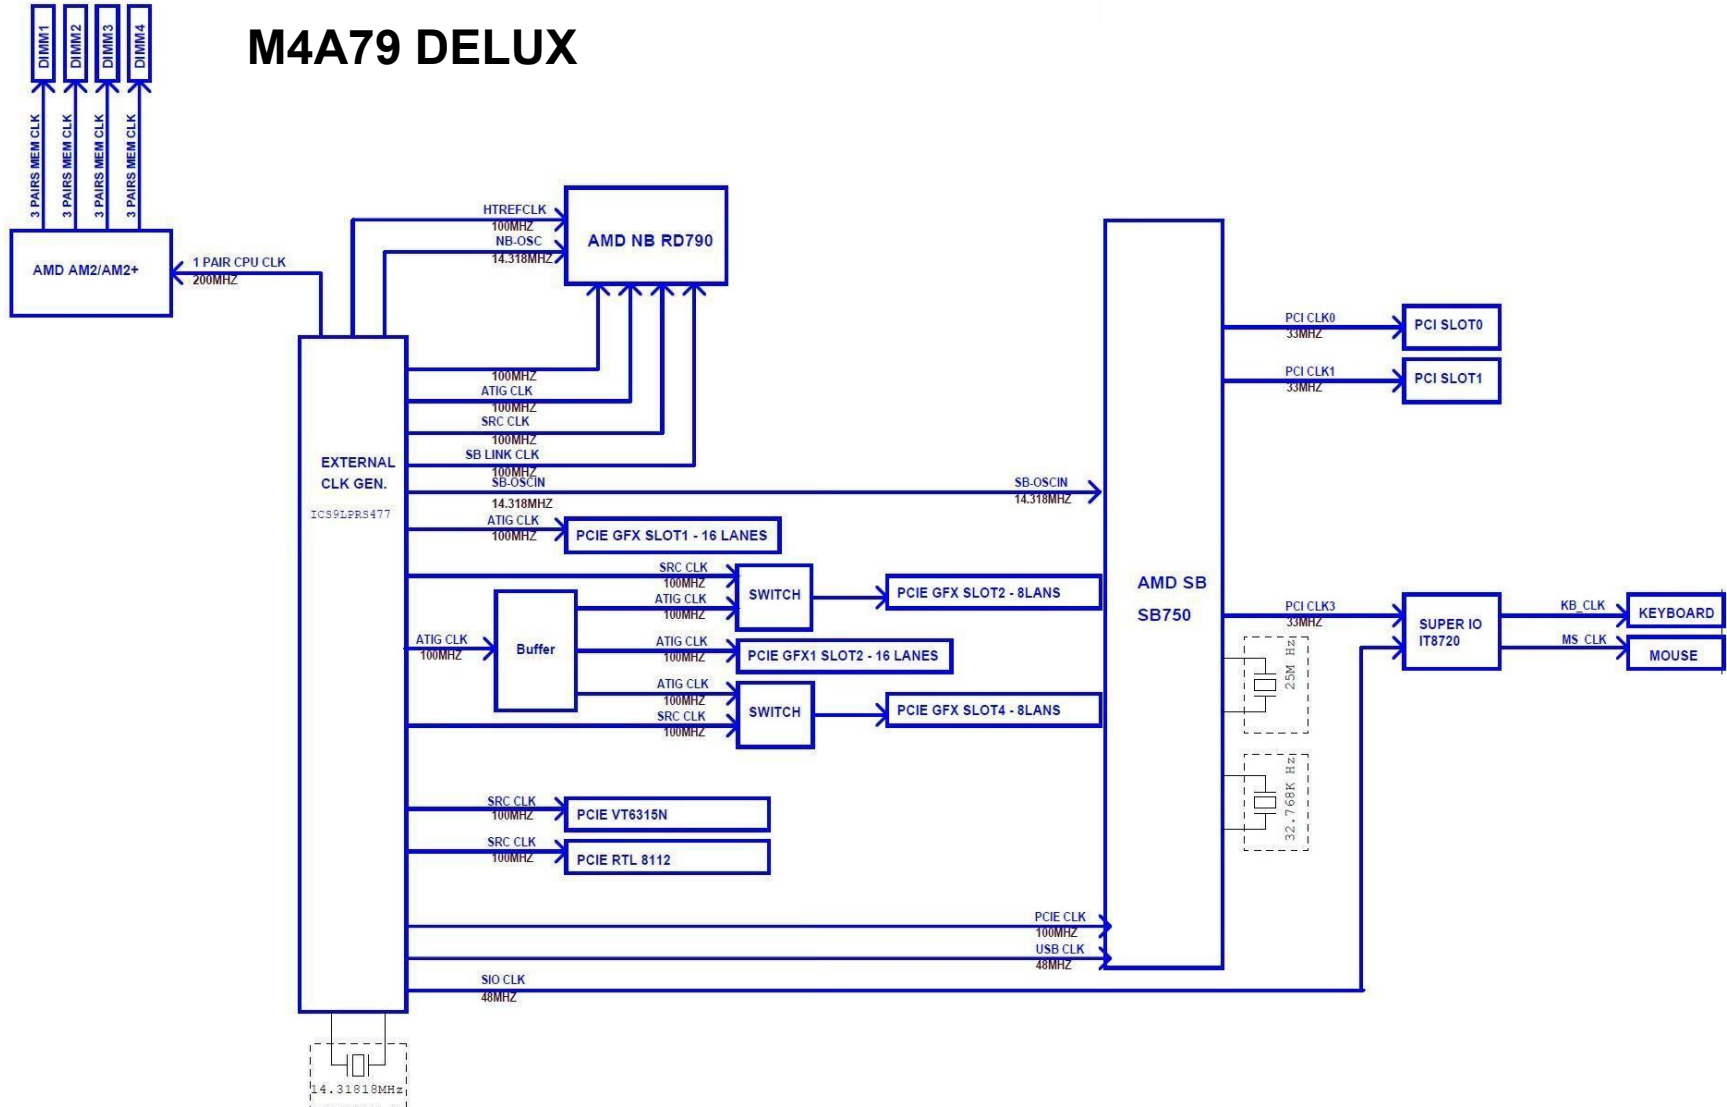 M4A79 DELUX
DIMM1
DIMM2
DIMM3
DIMM4
3 PAIRS MEM CLK
3 PAIRS MEM CLK
3 PAIRS MEM CLK
3 PAIRS MEM CLK
AMD AM2/AM2+
1 PAIR CPU CLK
200MHZ
HTREFCLK
100MHZ
NB-OSC
14.318MHZ
AMD NB RD790
100MHZ
ATIG CLK
100MHZ
SRC CLK
100MHZ
SB LINK CLK
100MHZ
SB-OSCIN
14.318MHZ
SB-OSCIN
14.318MHZ
EXTERNAL
CLK GEN.
ICS9LPRS477
ATIG CLK
100MHZ
PCIE GFX SLOT1 - 16 LANES
SRC CLK
100MHZ
ATIG CLK
100MHZ
SWITCH
PCIE GFX SLOT2 - 8LANS
ATIG CLK
100MHZ
Buffer
ATIG CLK
100MHZ
PCIE GFX1 SLOT2 - 16 LANES
ATIG CLK
100MHZ
SRC CLK
100MHZ
SWITCH
PCIE GFX SLOT4 - 8LANS
SRC CLK
100MHZ
PCIE VT6315N
SRC CLK
100MHZ
PCIE RTL 8112
PCIE CLK
100MHZ
USB CLK
48MHZ
SIO CLK
48MHZ
14.31818MHz
AMD SB
SB750
PCI CLK0
33MHZ
PCI SLOT0
PCI CLK1
33MHZ
PCI SLOT1
PCI CLK3
33MHZ
SUPER IO
IT8720
KB_CLK
KEYBOARD
MS_CLK
MOUSE
25M Hz
32.768K Hz